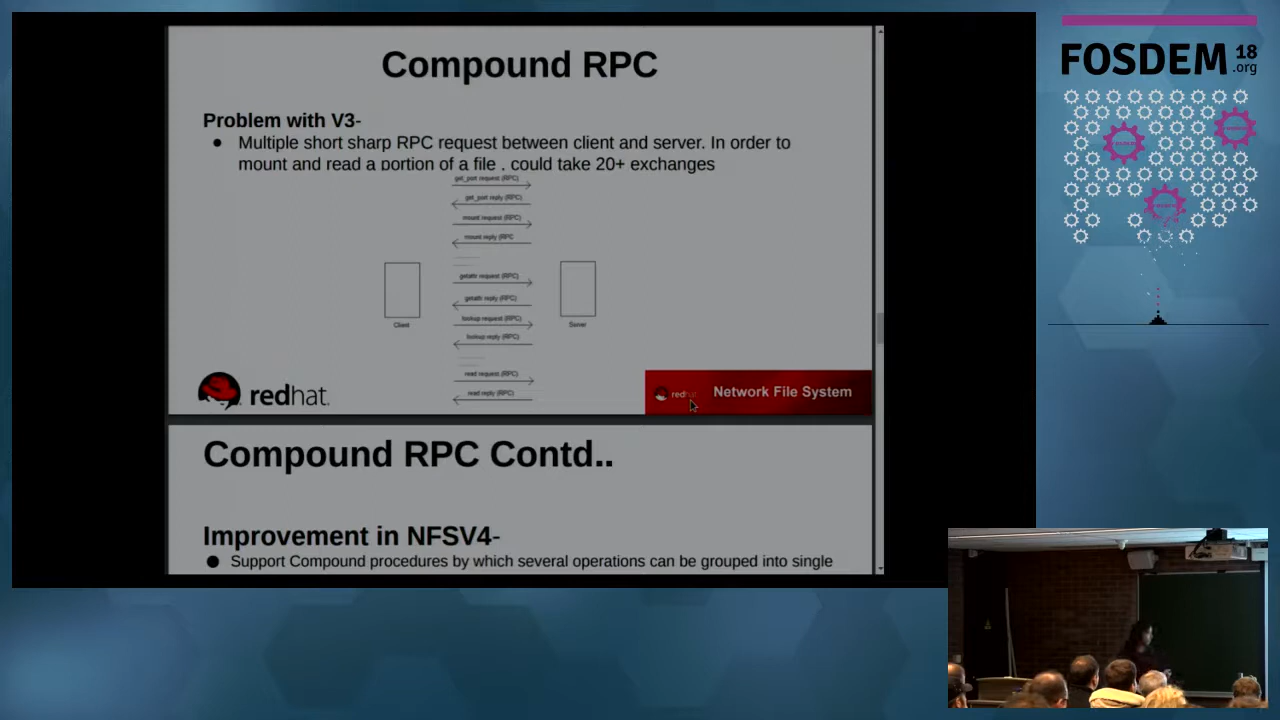 Compound RPC
Problem with V3-
● Multiple short sharp RPC request between client and server. In order to
mount and read a portion of a file , could take 20+ exchanges
get_port request (RPC)
get_port reply (RPC)
mount request (RPC)
mount reply (RPC
getattr request (RPC)
getattr reply (RPC)
lookup request (RPC)
Client
Server
lookup reply (RPC)
read request (RPC)
read reply (RPC)
redhat.
redhat Network File System
Compound RPC Contd..
Improvement in NFSV4-
● Support Compound procedures by which several operations can be grouped into single
FOSDEM 18
.org